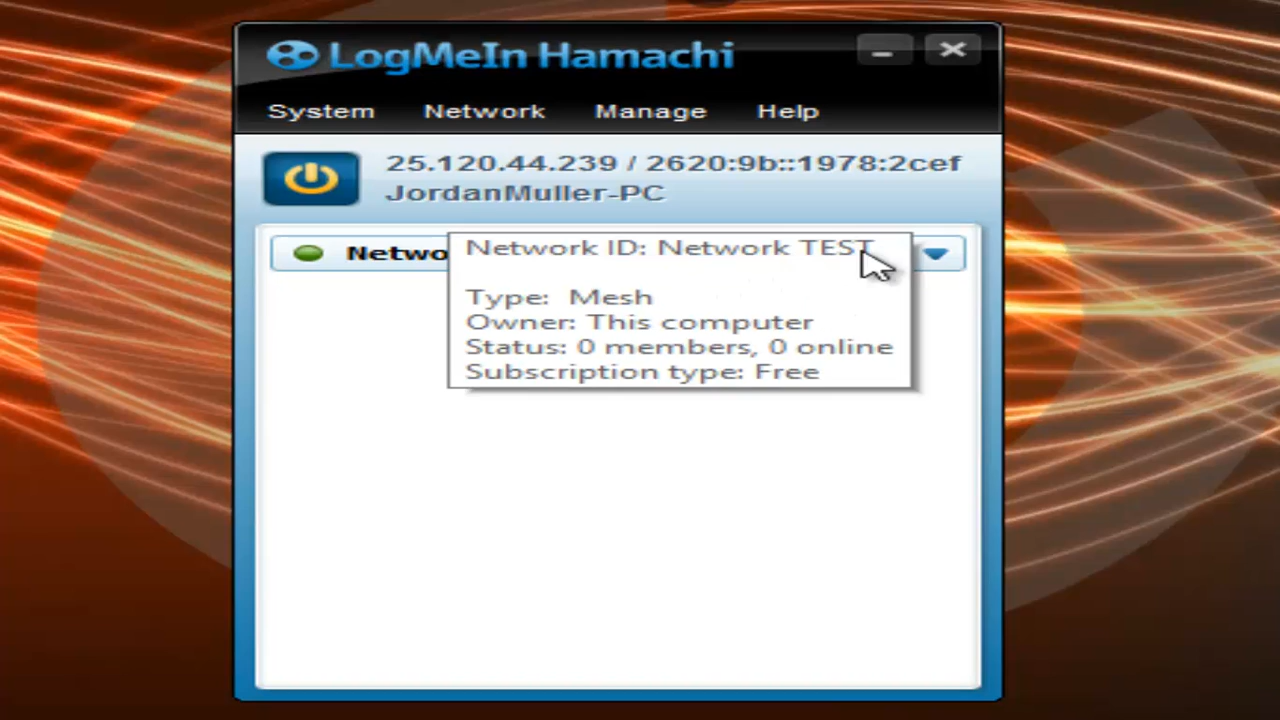 LogMeIn Hamachi
System Network Manage Help
25.120.44.239 / 2620:9b::1978:2cef
JordanMuller-PC
Netwo
Network ID: Network TEST
Type: Mesh
Owner: This computer
Status: 0 members, 0 online
Subscription type: Free